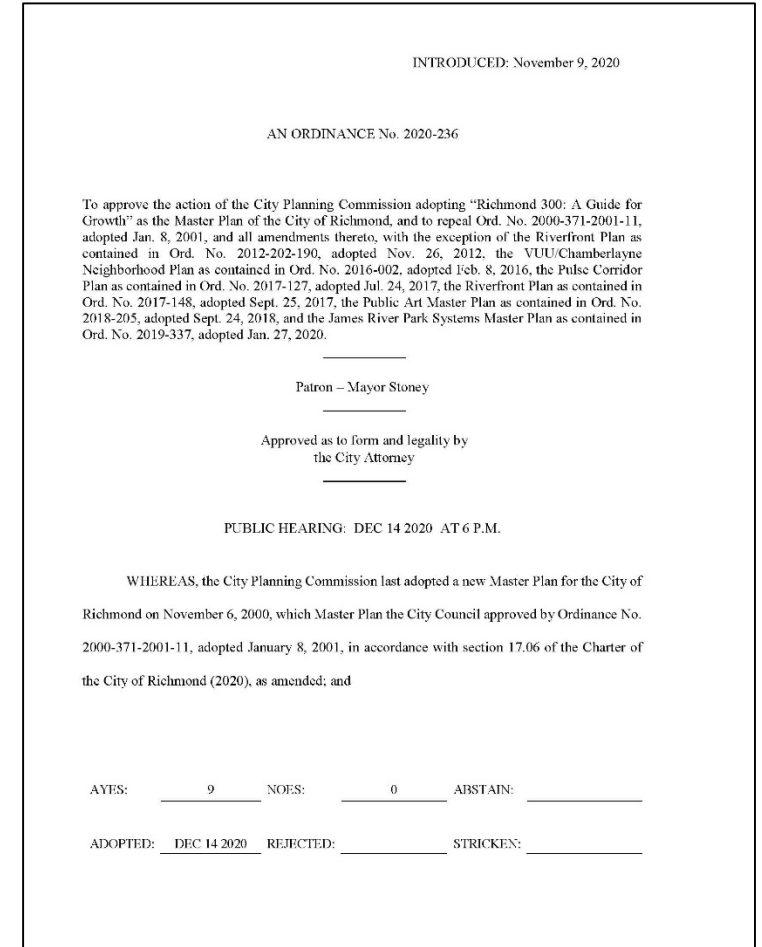 INTRODUCED: November 9, 2020
AN ORDINANCE No. 2020-236
To approve the action of the City Planning Commission adopting “Richmond 300: A Guide for
Growth” as the Master Plan of the City of Richmond, and to repeal Ord. No. 2000-371-2001-11,
adopted Jan. 8, 2001, and all amendments thereto, with the exception of the Riverfront Plan as
contained in Ord. No. 2012-202-190, adopted Nov. 26, 2012, the VUU/Chamberlayne
Neighborhood Plan as contained in Ord. No. 2016-002, adopted Feb. 8, 2016, the Pulse Corridor
Plan as contained in Ord. No. 2017-127, adopted Jul. 24, 2017, the Riverfront Plan as contained in
Ord. No. 2017-148, adopted Sept. 25, 2017, the Public Art Master Plan as contained in Ord. No.
2018-205, adopted Sept. 24, 2018, and the James River Park Systems Master Plan as contained in
Ord. No. 2019-337, adopted Jan. 27, 2020.
Patron – Mayor Stoney
Approved as to form and legality by
the City Attorney
PUBLIC HEARING: DEC 14 2020 AT 6 P.M.
WHEREAS, the City Planning Commission last adopted a new Master Plan for the City of
Richmond on November 6, 2000, which Master Plan the City Council approved by Ordinance No.
2000-371-2001-11, adopted January 8, 2001, in accordance with section 17.06 of the Charter of
the City of Richmond (2020), as amended; and
AYES: 9 NOES: 0 ABSTAIN:
ADOPTED: DEC 14 2020 REJECTED: STRICKEN: